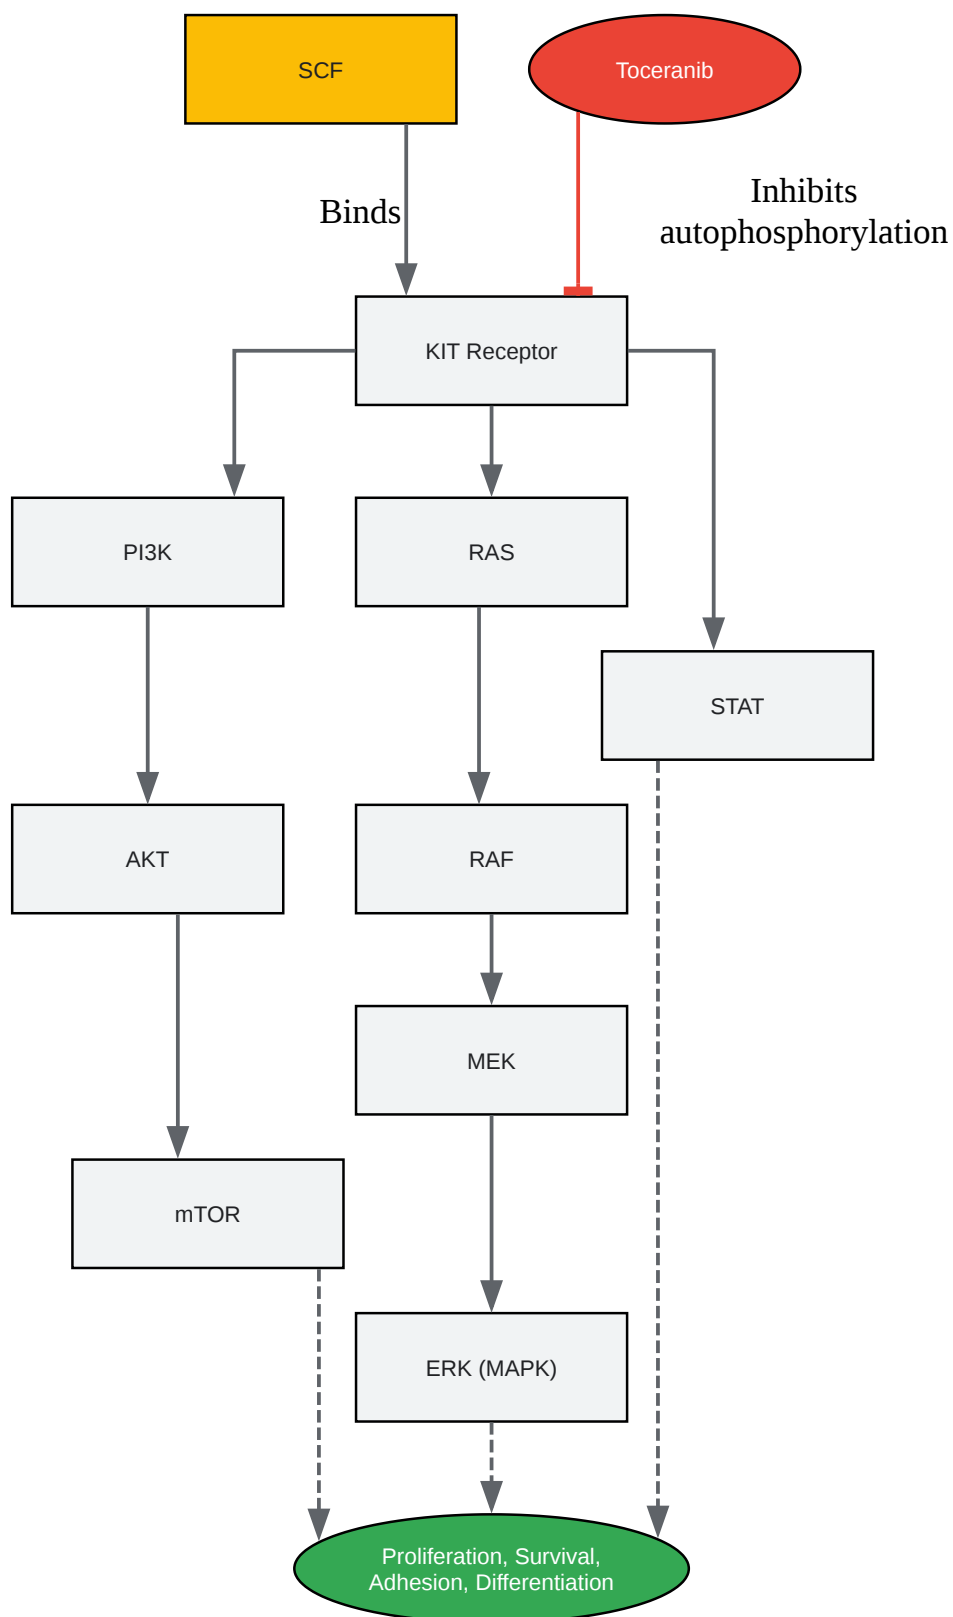 SCF
Toceranib
Binds
Inhibits
autophosphorylation
KIT Receptor
PI3K
RAS
STAT
AKT
RAF
MEK
mTOR
ERK (MAPK)
Proliferation, Survival,
Adhesion, Differentiation